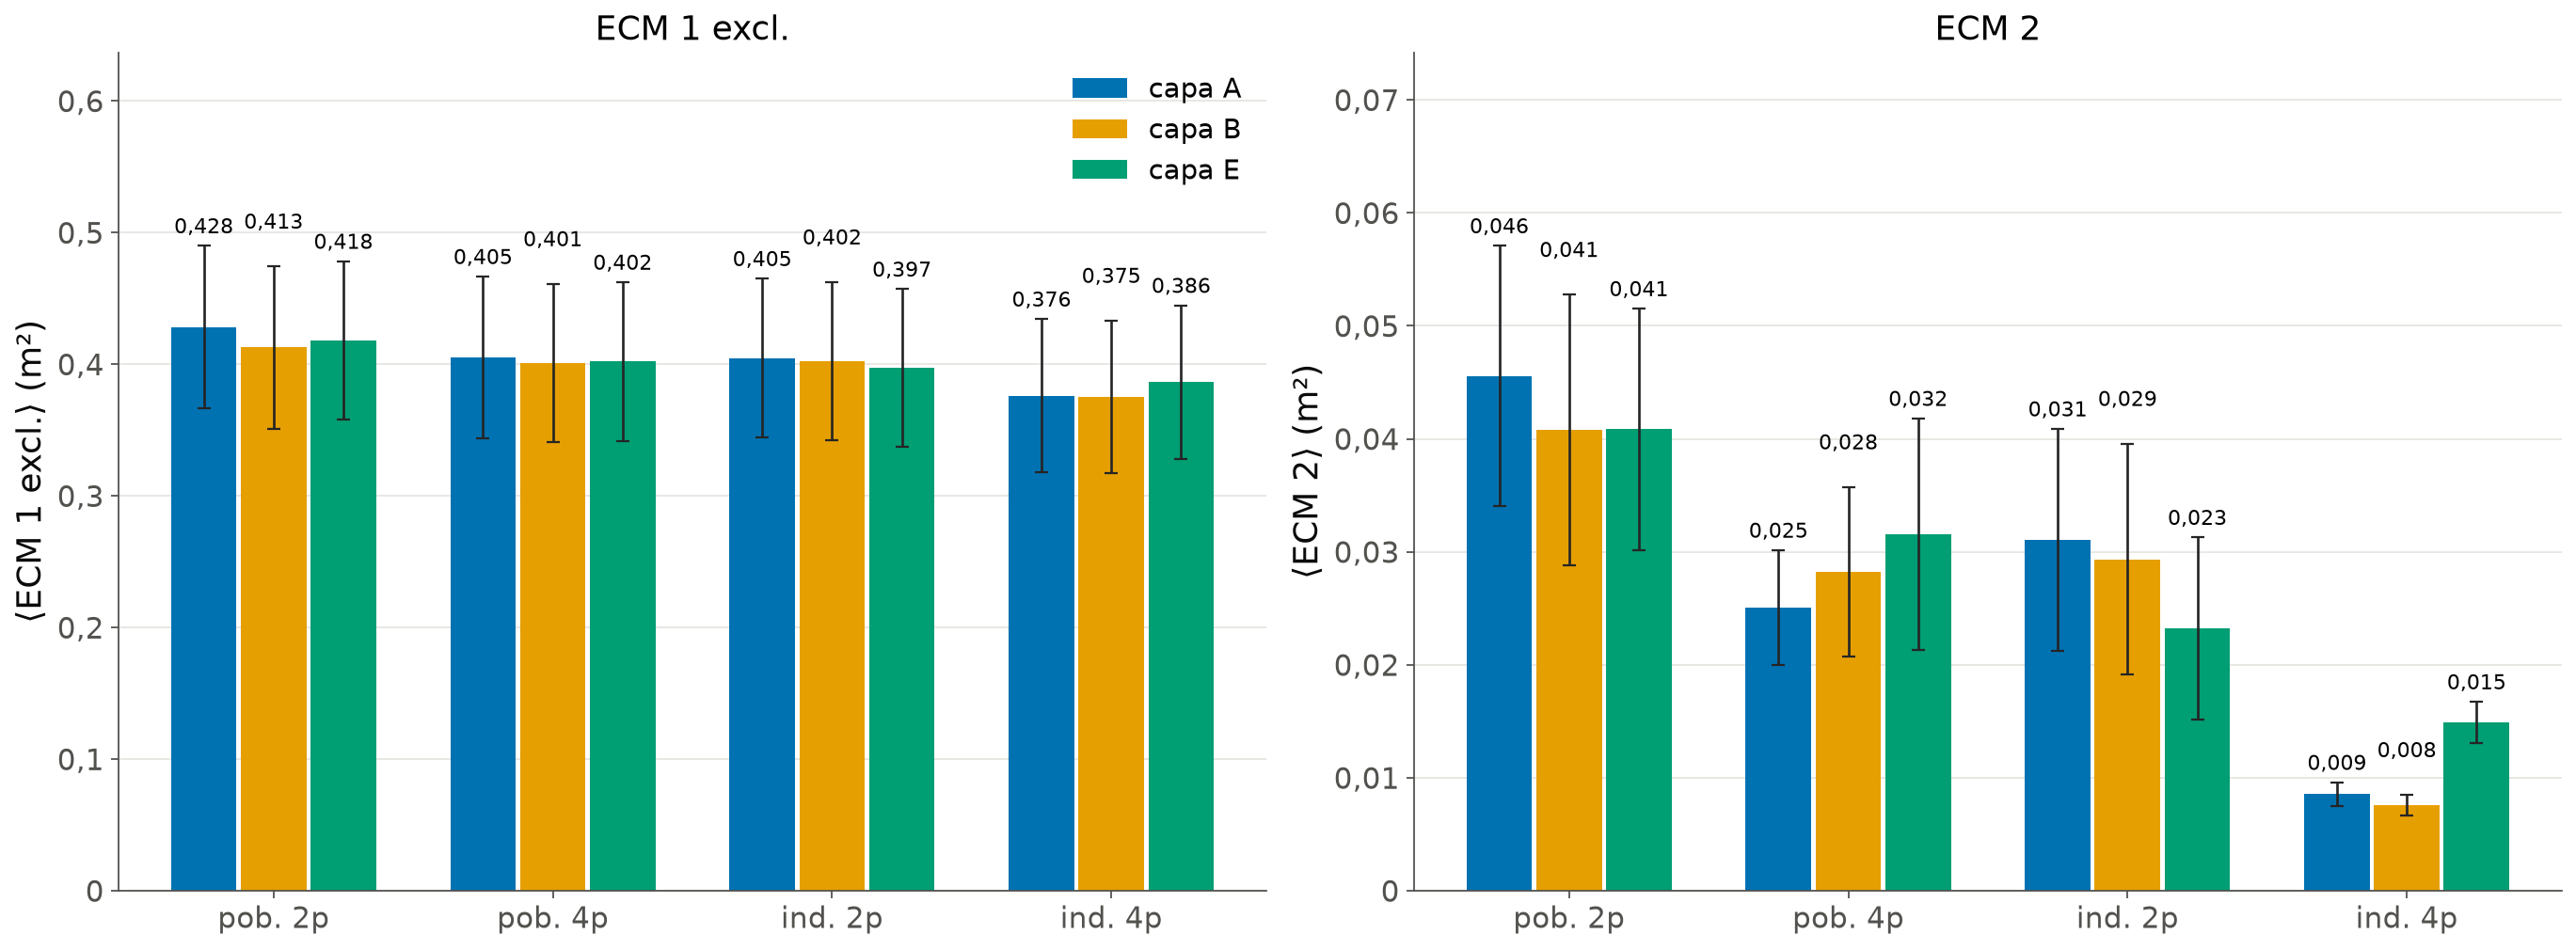 ECM 1 excl.
⟨ECM 1 excl.⟩ (m²)
0,6
0,5
0,4
0,3
0,2
0,1
0
capa A
capa B
capa E
0,428 0,413 0,418
0,405 0,401 0,402
0,405 0,402 0,397
0,376 0,375 0,386
pob. 2p pob. 4p ind. 2p ind. 4p
ECM 2
⟨ECM 2⟩ (m²)
0,07
0,06
0,05
0,04
0,03
0,02
0,01
0
0,046 0,041 0,041
0,025 0,028 0,032
0,031 0,029 0,023
0,009 0,008 0,015
pob. 2p pob. 4p ind. 2p ind. 4p